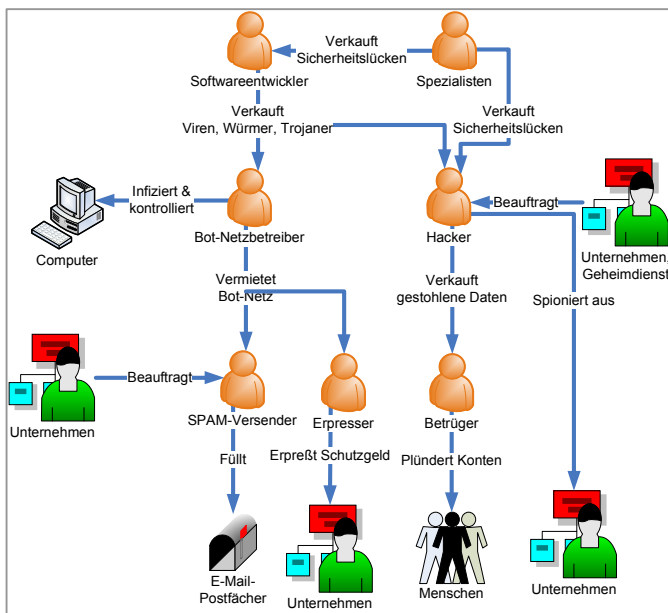 Verkauft
Sicherheitslücken
Softwareentwickler
Spezialisten
Verkauft
Viren, Würmer, Trojaner
Verkauft
Sicherheitslücken
Infiziert &
kontrolliert
Computer
Bot-Netzbetreiber
Hacker
Beauftragt
Unternehmen,
Geheimdienst
Vermietet
Bot-Netz
Verkauft
gestohlene Daten
Spioniert aus
Beauftragt
Unternehmen
SPAM-Versender
Erpresser
Betrüger
Füllt
Erpreßt Schutzgeld
Plündert Konten
E-Mail-
Postfächer
Unternehmen
Menschen
Unternehmen